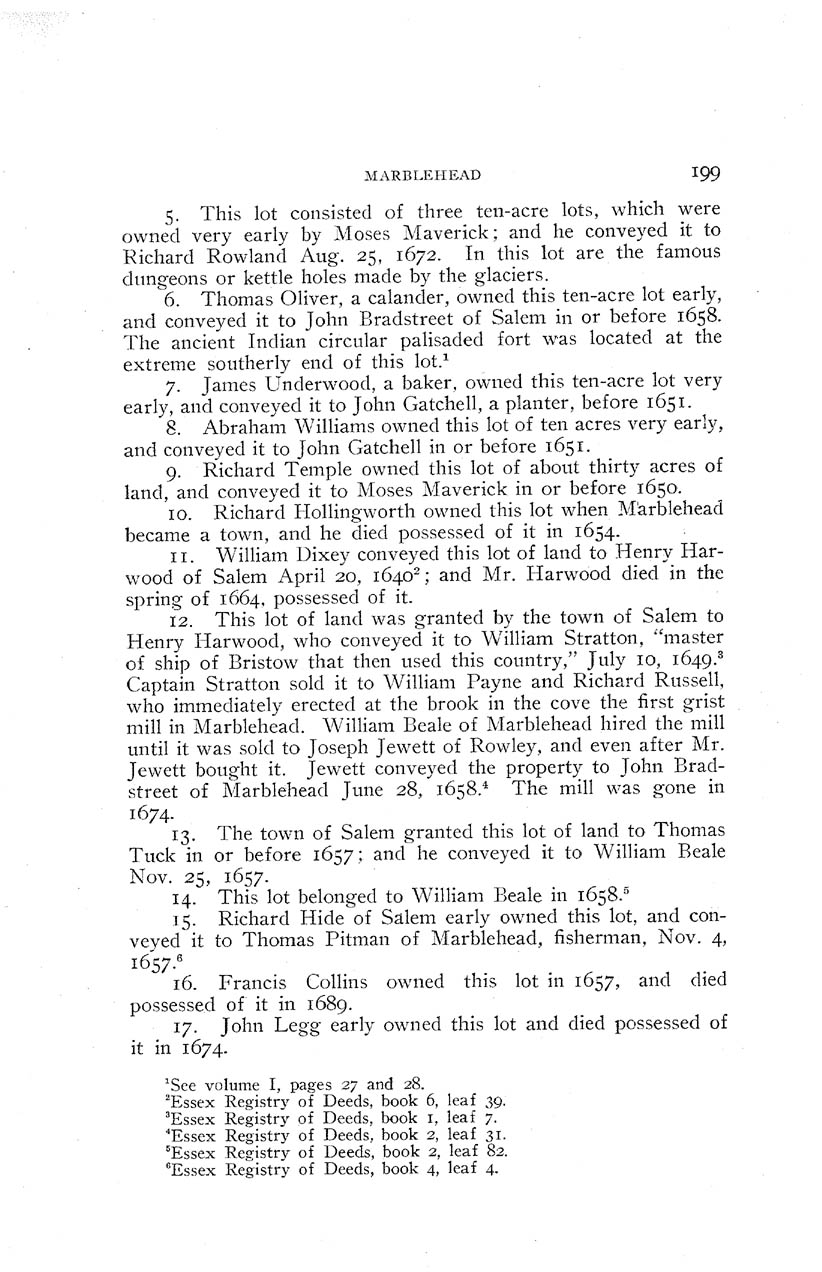 MARBLEHEAD 199
5. This lot consisted of three ten-acre lots, which were
owned very early by Moses Maverick; and he conveyed it to
Richard Rowland Aug. 25, 1672. In this lot are the famous
dungeons or kettle holes made by the glaciers.
6. Thomas Oliver, a calander, owned this ten-acre lot early,
and conveyed it to John Bradstreet of Salem in or before 1658.
The ancient Indian circular palisaded fort was located at the
extreme southerly end of this lot.¹
7. James Underwood, a baker, owned this ten-acre lot very
early, and conveyed it to John Gatchell, a planter, before 1651.
8. Abraham Williams owned this lot of ten acres very early,
and conveyed it to John Gatchell in or before 1651.
9. Richard Temple owned this lot of about thirty acres of
land, and conveyed it to Moses Maverick in or before 1650.
10. Richard Hollingworth owned this lot when Marblehead
became a town, and he died possessed of it in 1654.
11. William Dixey conveyed this lot of land to Henry Har-
wood of Salem April 20, 1640²; and Mr. Harwood died in the
spring of 1664, possessed of it.
12. This lot of land was granted by the town of Salem to
Henry Harwood, who conveyed it to William Stratton, "master
of ship of Bristow that then used this country," July 10, 1649.³
Captain Stratton sold it to William Payne and Richard Russell,
who immediately erected at the brook in the cove the first grist
mill in Marblehead. William Beale of Marblehead hired the mill
until it was sold to Joseph Jewett of Rowley, and even after Mr.
Jewett bought it. Jewett conveyed the property to John Brad-
street of Marblehead June 28, 1658.⁴ The mill was gone in
1674.
13. The town of Salem granted this lot of land to Thomas
Tuck in or before 1657; and he conveyed it to William Beale
Nov. 25, 1657.
14. This lot belonged to William Beale in 1658.⁵
15. Richard Hide of Salem early owned this lot, and con-
veyed it to Thomas Pitman of Marblehead, fisherman, Nov. 4,
1657.⁶
16. Francis Collins owned this lot in 1657, and died
possessed of it in 1689.
17. John Legg early owned this lot and died possessed of
it in 1674.
¹See volume I, pages 27 and 28.
²Essex Registry of Deeds, book 6, leaf 39.
³Essex Registry of Deeds, book 1, leaf 7.
⁴Essex Registry of Deeds, book 2, leaf 31.
⁵Essex Registry of Deeds, book 2, leaf 82.
⁶Essex Registry of Deeds, book 4, leaf 4.